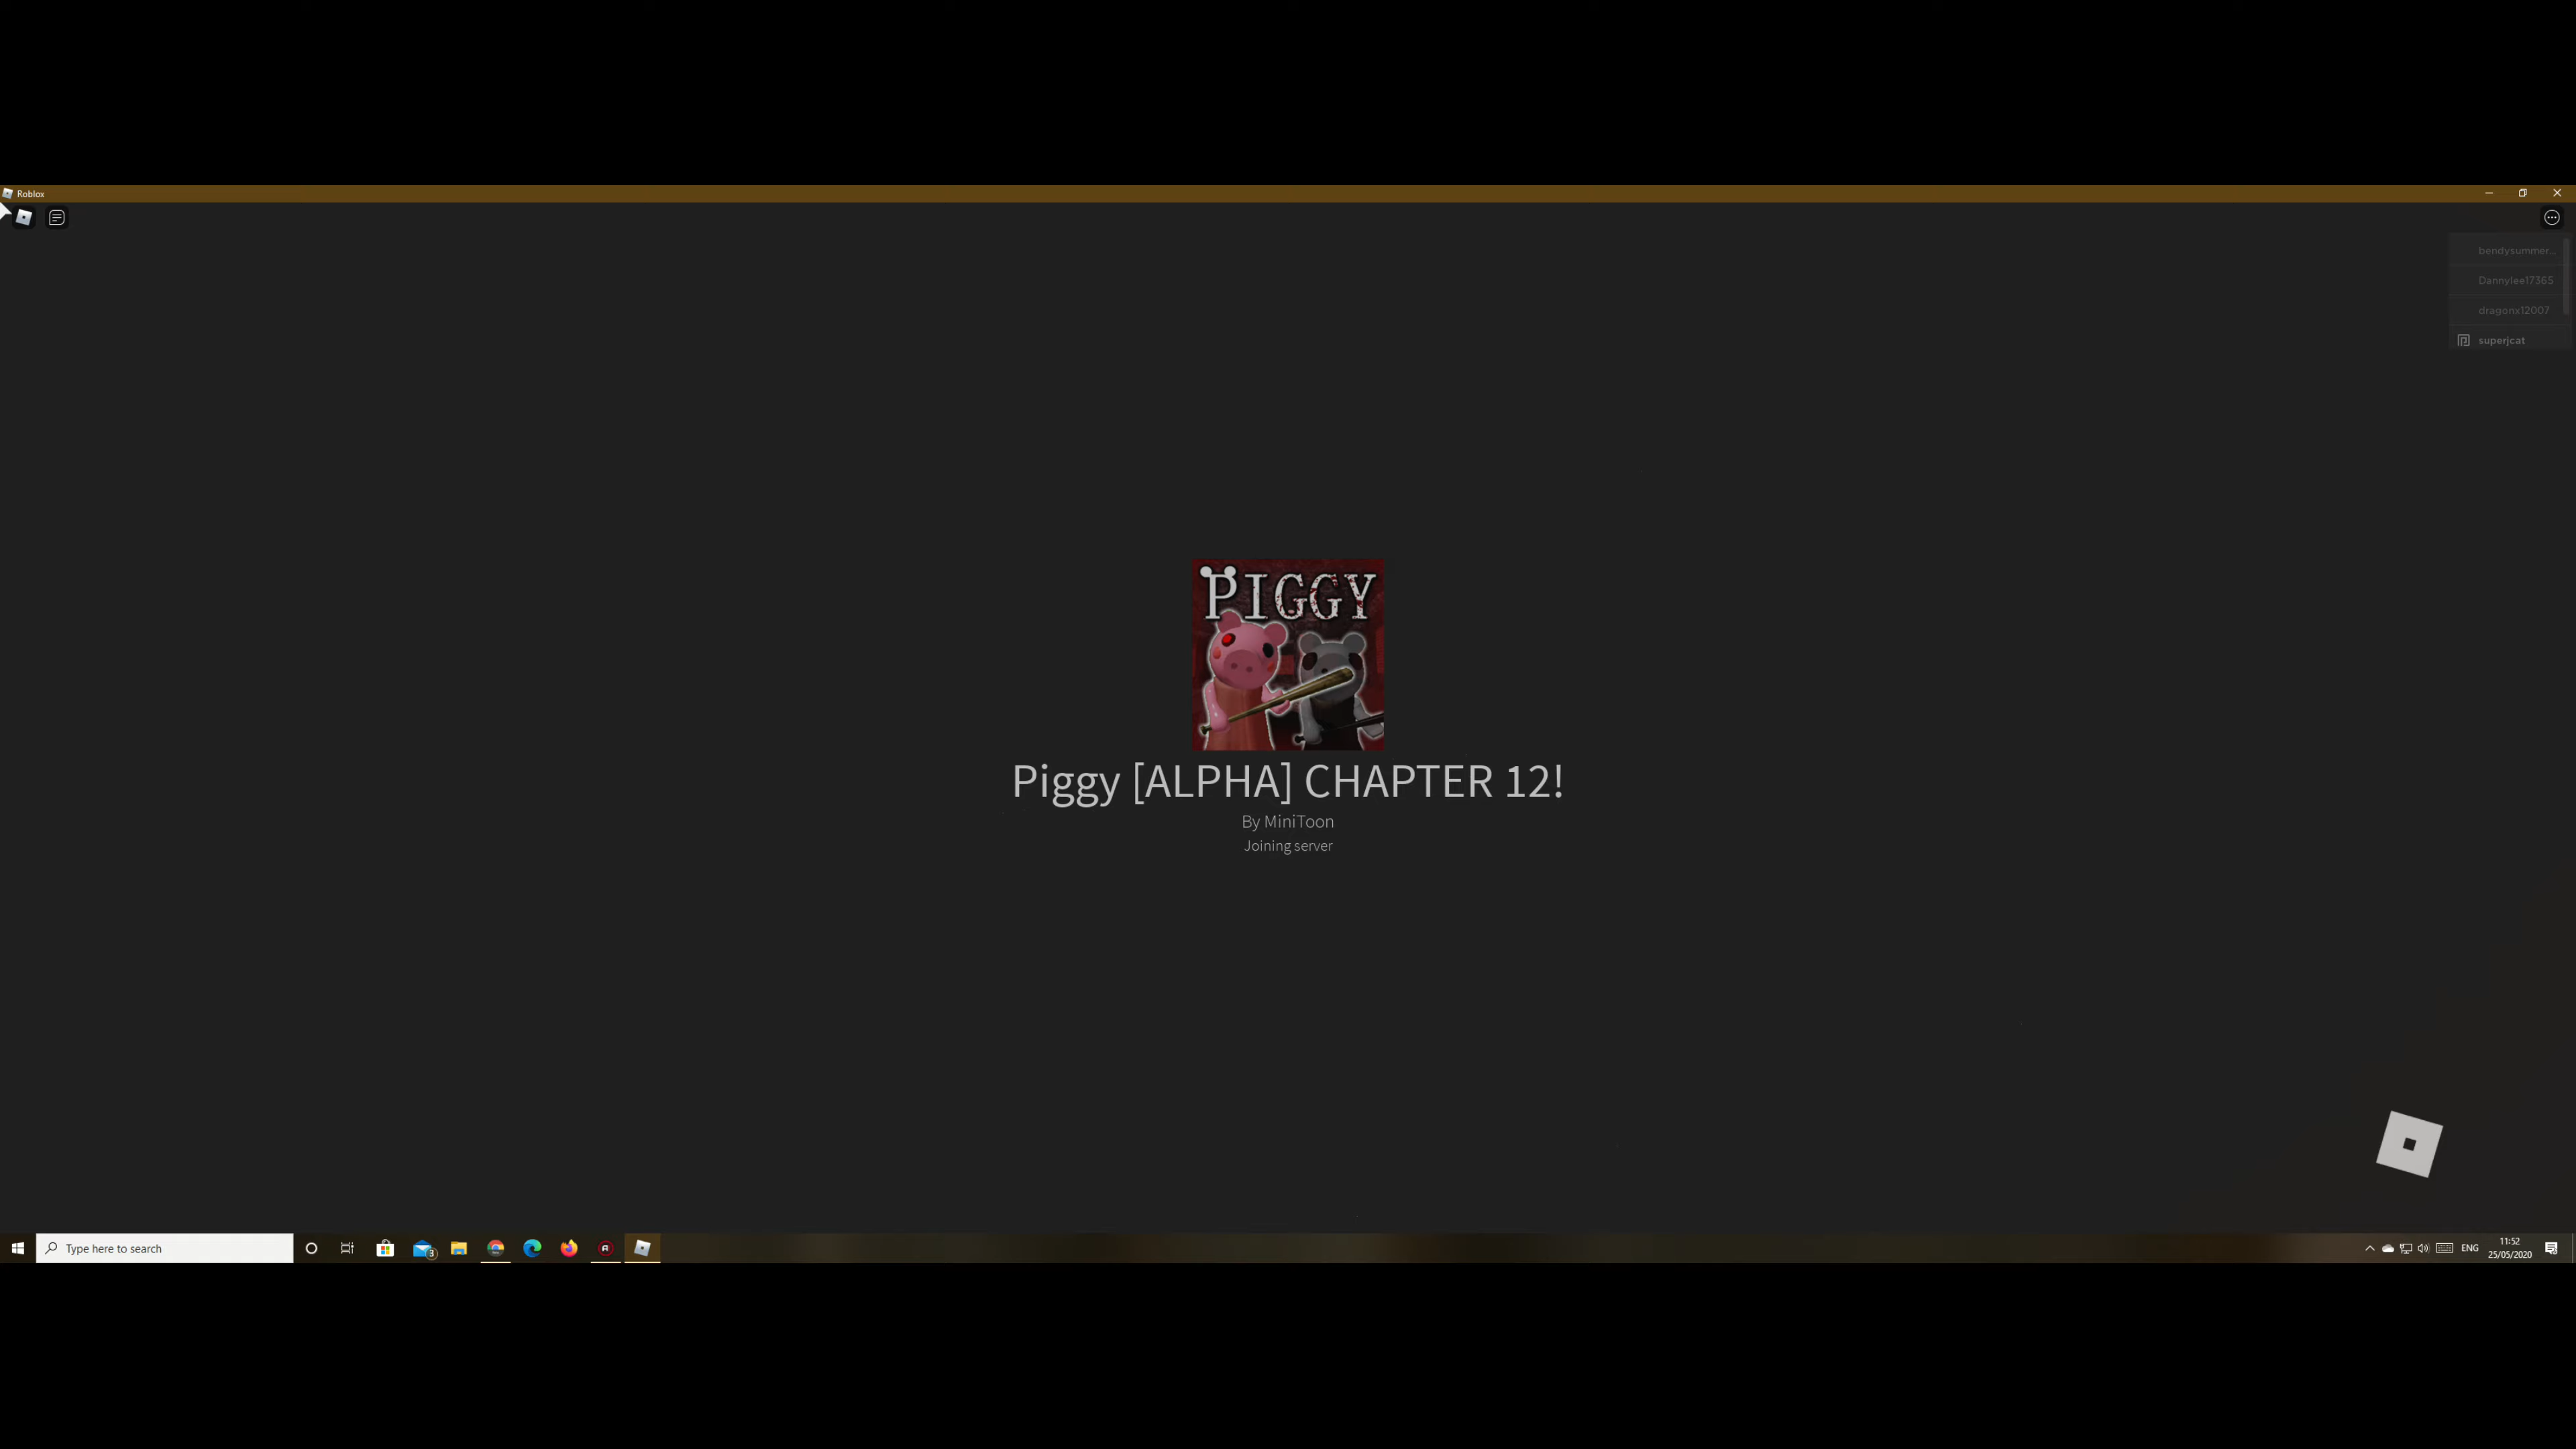 Roblox
bendysummer...
Dannylee17365
dragonx12007
superjcat
PIGGY
Piggy [ALPHA] CHAPTER 12!
By MiniToon
Joining server
Type here to search
3
ENG
11:52
25/05/2020